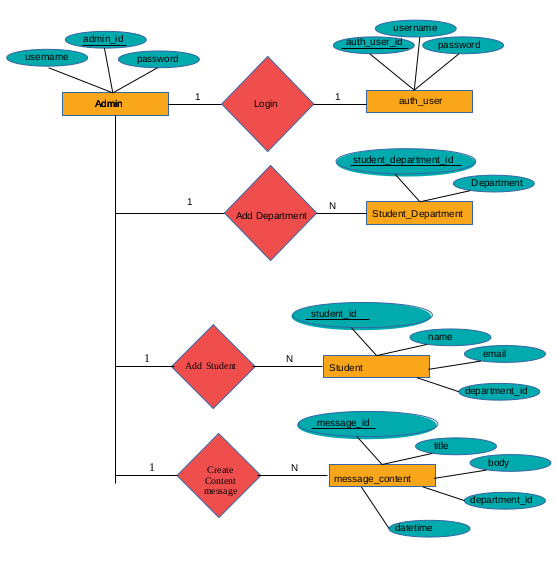 username
admin_id
auth_user_id
username
password
password
Admin
1
Login
1
auth_user
student_department_id
Department
1
Add Department
N
Student_Department
student_id
name
email
1
Add Student
N
Student
department_id
message_id
title
body
1
Create
Content
message
N
message_content
department_id
datetime